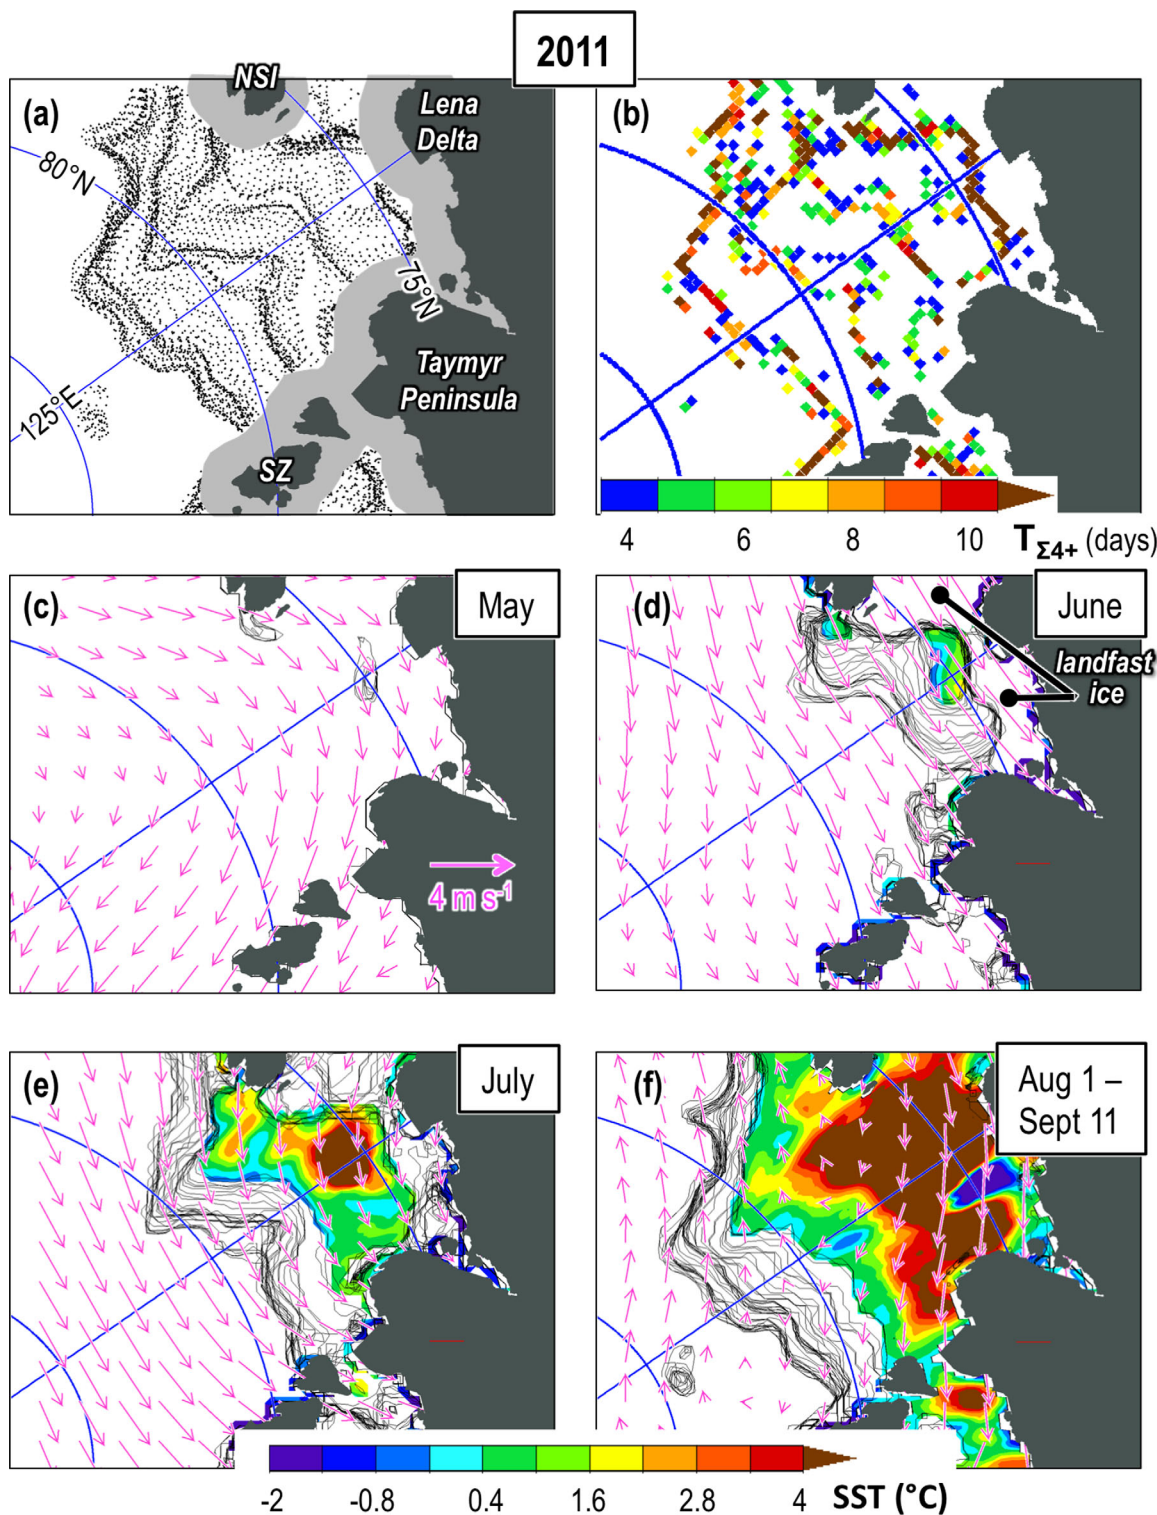 2011
(a)
NSI
Lena
Delta
80°N
75°N
125°E
Taymyr
Peninsula
SZ
(b)
4
6
8
10
TΣ4+ (days)
(c)
May
4 m s-1
(d)
June
landfast
ice
(e)
July
(f)
Aug 1 –
Sept 11
-2
-0.8
0.4
1.6
2.8
4
SST (°C)